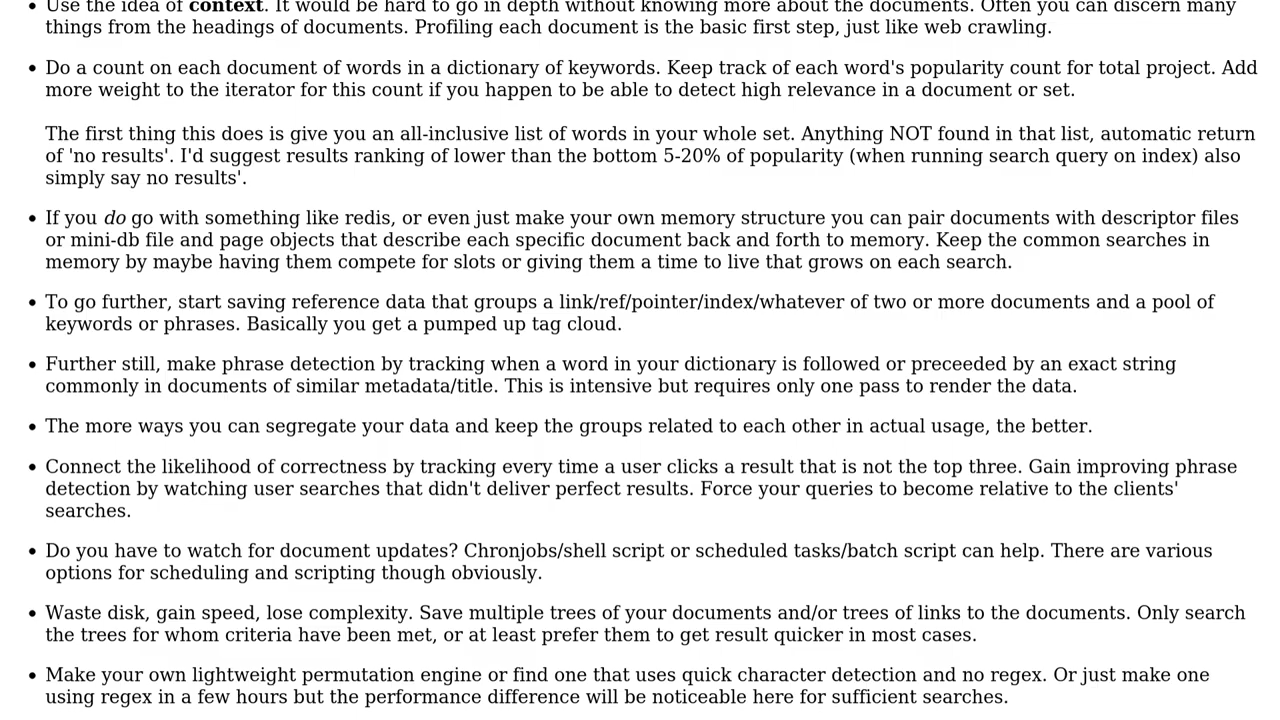 • Use the idea of context. It would be hard to go in depth without knowing more about the documents. Often you can discern many
things from the headings of documents. Profiling each document is the basic first step, just like web crawling.
• Do a count on each document of words in a dictionary of keywords. Keep track of each word's popularity count for total project. Add
more weight to the iterator for this count if you happen to be able to detect high relevance in a document or set.
The first thing this does is give you an all-inclusive list of words in your whole set. Anything NOT found in that list, automatic return
of 'no results'. I'd suggest results ranking of lower than the bottom 5-20% of popularity (when running search query on index) also
simply say no results'.
• If you do go with something like redis, or even just make your own memory structure you can pair documents with descriptor files
or mini-db file and page objects that describe each specific document back and forth to memory. Keep the common searches in
memory by maybe having them compete for slots or giving them a time to live that grows on each search.
• To go further, start saving reference data that groups a link/ref/pointer/index/whatever of two or more documents and a pool of
keywords or phrases. Basically you get a pumped up tag cloud.
• Further still, make phrase detection by tracking when a word in your dictionary is followed or preceeded by an exact string
commonly in documents of similar metadata/title. This is intensive but requires only one pass to render the data.
• The more ways you can segregate your data and keep the groups related to each other in actual usage, the better.
• Connect the likelihood of correctness by tracking every time a user clicks a result that is not the top three. Gain improving phrase
detection by watching user searches that didn't deliver perfect results. Force your queries to become relative to the clients'
searches.
• Do you have to watch for document updates? Chronjobs/shell script or scheduled tasks/batch script can help. There are various
options for scheduling and scripting though obviously.
• Waste disk, gain speed, lose complexity. Save multiple trees of your documents and/or trees of links to the documents. Only search
the trees for whom criteria have been met, or at least prefer them to get result quicker in most cases.
• Make your own lightweight permutation engine or find one that uses quick character detection and no regex. Or just make one
using regex in a few hours but the performance difference will be noticeable here for sufficient searches.